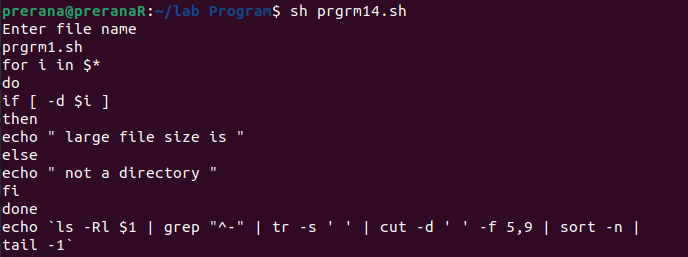 prerana@preranaR:~/lab Program$ sh prgrm14.sh
Enter file name
prgrm1.sh
for i in $*
do
if [ -d $i ]
then
echo " large file size is "
else
echo " not a directory "
fi
done
echo `ls -Rl $1 | grep "^-" | tr -s ' ' | cut -d ' ' -f 5,9 | sort -n |
tail -1`